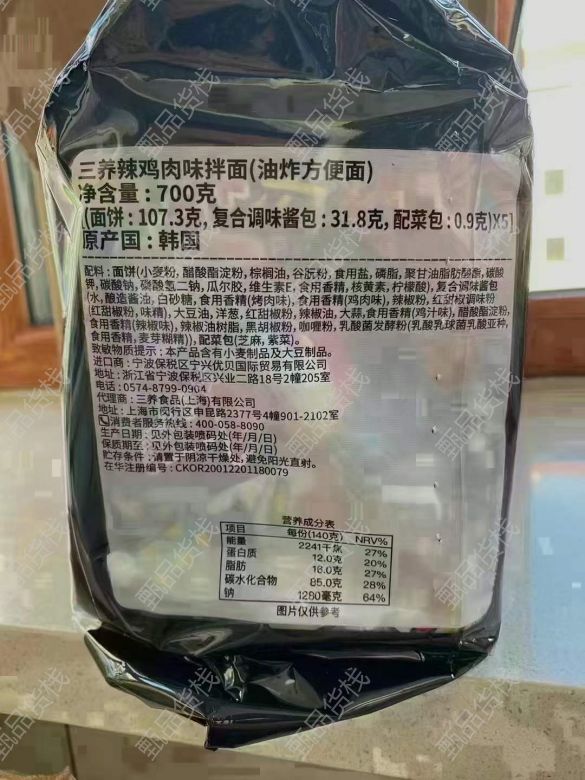 三养辣鸡肉味拌面(油炸方便面)
净含量：700克
[(面饼：107.3克, 复合调味酱包：31.8克, 配菜包：0.9克)X5]
原产国：韩国
配料：面饼(小麦粉, 醋酸酯淀粉, 棕榈油, 谷朊粉, 食用盐, 磷脂, 聚甘油脂肪酸酯, 碳酸
钾, 碳酸钠, 磷酸氢二钠, 瓜尔胶, 维生素E, 食用香精, 核黄素, 柠檬酸), 复合调味酱包
(水, 酿造酱油, 白砂糖, 食用香精(烤肉味), 食用香精(鸡肉味), 辣椒粉, 红甜椒调味粉
(红甜椒粉, 味精), 大豆油, 洋葱, 红甜椒粉, 辣椒油, 大蒜, 食用香精(鸡汁味), 醋酸酯淀粉,
食用香精(辣椒味), 辣椒油树脂, 黑胡椒粉, 咖喱粉, 乳酸菌发酵粉(乳酸乳球菌乳酸亚种,
食用香精, 麦芽糊精)), 配菜包(芝麻, 紫菜)。
致敏物质提示：本产品含有小麦制品及大豆制品。
进口商：宁波保税区宁兴优贝国际贸易有限公司
地址：浙江省宁波保税区兴业二路18号2幢205室
电话：0574-8799-0964
代理商：三养食品(上海)有限公司
地址：上海市闵行区申昆路2377号4幢901-2102室
消费者服务热线：400-058-8090
生产日期：见外包装喷码处(年/月/日)
保质期至：见外包装喷码处(年/月/日)
贮存条件：请置于阴凉干燥处, 避免阳光直射。
在华注册编号：CKOR20012201180079
营养成分表
项目 每份(140克) NRV%
能量 2241千焦 27%
蛋白质 12.0克 20%
脂肪 16.0克 27%
碳水化合物 85.0克 28%
钠 1280毫克 64%
图片仅供参考
甄品货栈